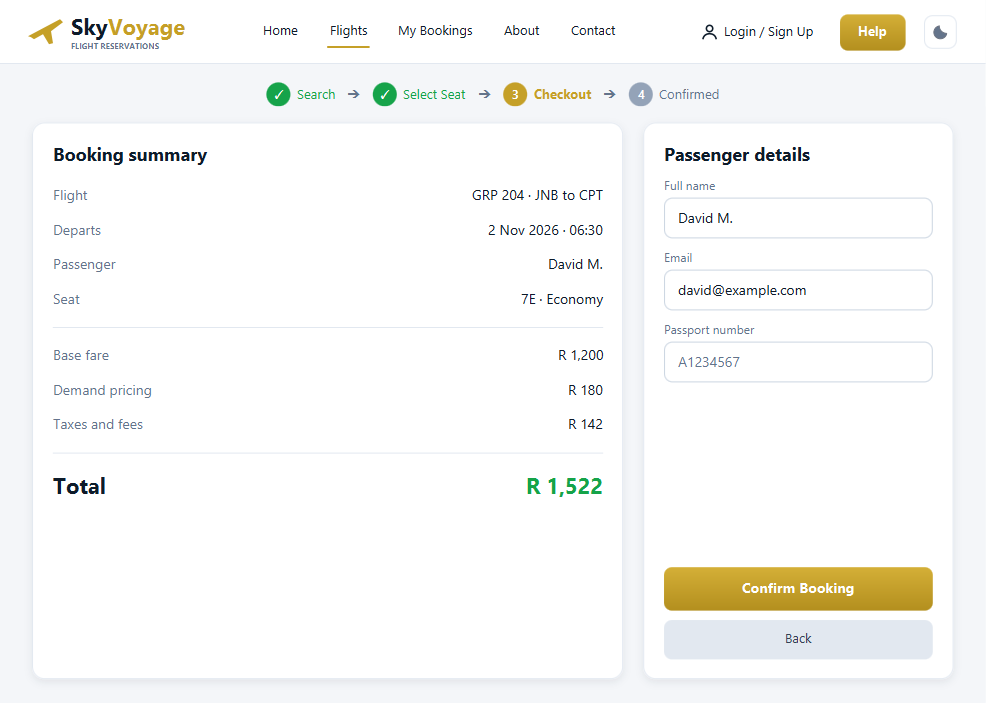 SkyVoyage
FLIGHT RESERVATIONS
Home Flights My Bookings About Contact
Login / Sign Up
Help
✓ Search → ✓ Select Seat → 3 Checkout → 4 Confirmed
Booking summary
Flight GRP 204 · JNB to CPT
Departs 2 Nov 2026 · 06:30
Passenger David M.
Seat 7E · Economy
Base fare R 1,200
Demand pricing R 180
Taxes and fees R 142
Total R 1,522
Passenger details
Full name
David M.
Email
david@example.com
Passport number
A1234567
Confirm Booking
Back